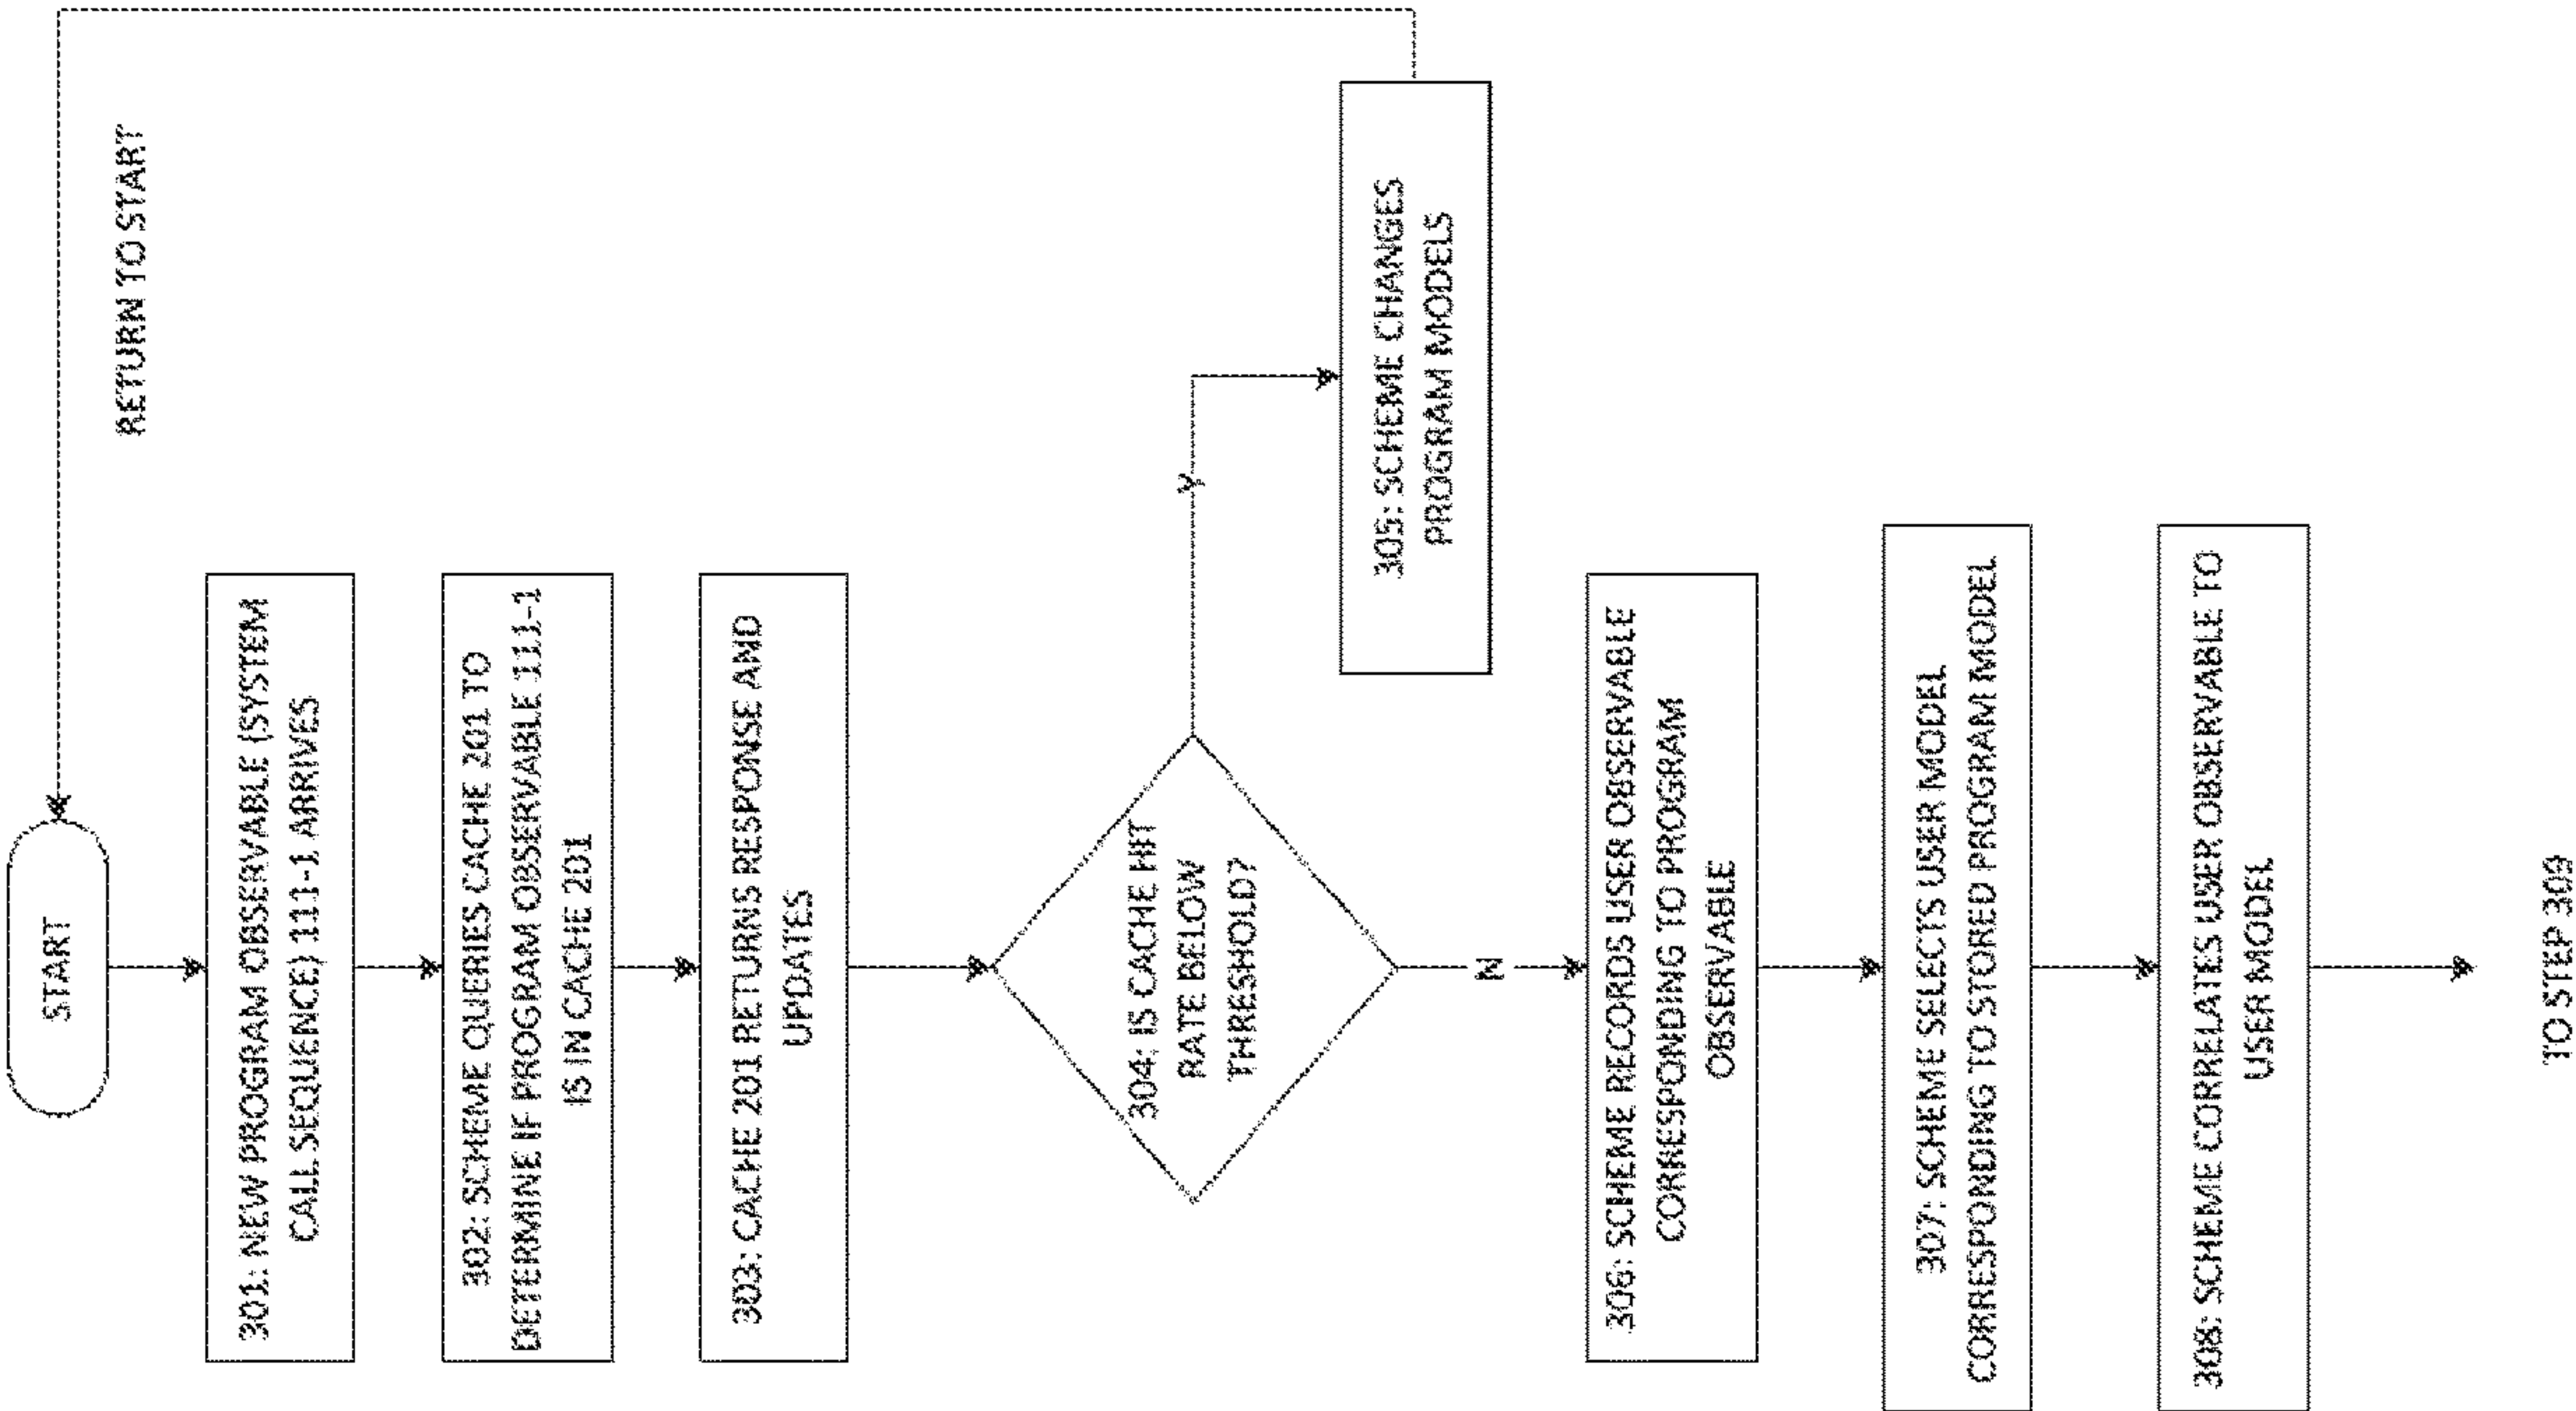 START
RETURN TO START
301: NEW PROGRAM OBSERVABLE (SYSTEM
CALL SEQUENCE) 111-1 ARRIVES
302: SCHEME QUERIES CACHE 201 TO
DETERMINE IF PROGRAM OBSERVABLE 111-1
IS IN CACHE 201
303: CACHE 201 RETURNS RESPONSE AND
UPDATES
304: IS CACHE HIT
RATE BELOW
THRESHOLD?
Y
305: SCHEME CHANGES
PROGRAM MODELS
N
306: SCHEME RECORDS USER OBSERVABLE
CORRESPONDING TO PROGRAM
OBSERVABLE
307: SCHEME SELECTS USER MODEL
CORRESPONDING TO STORED PROGRAM MODEL
308: SCHEME CORRELATES USER OBSERVABLE TO
USER MODEL
TO STEP 309